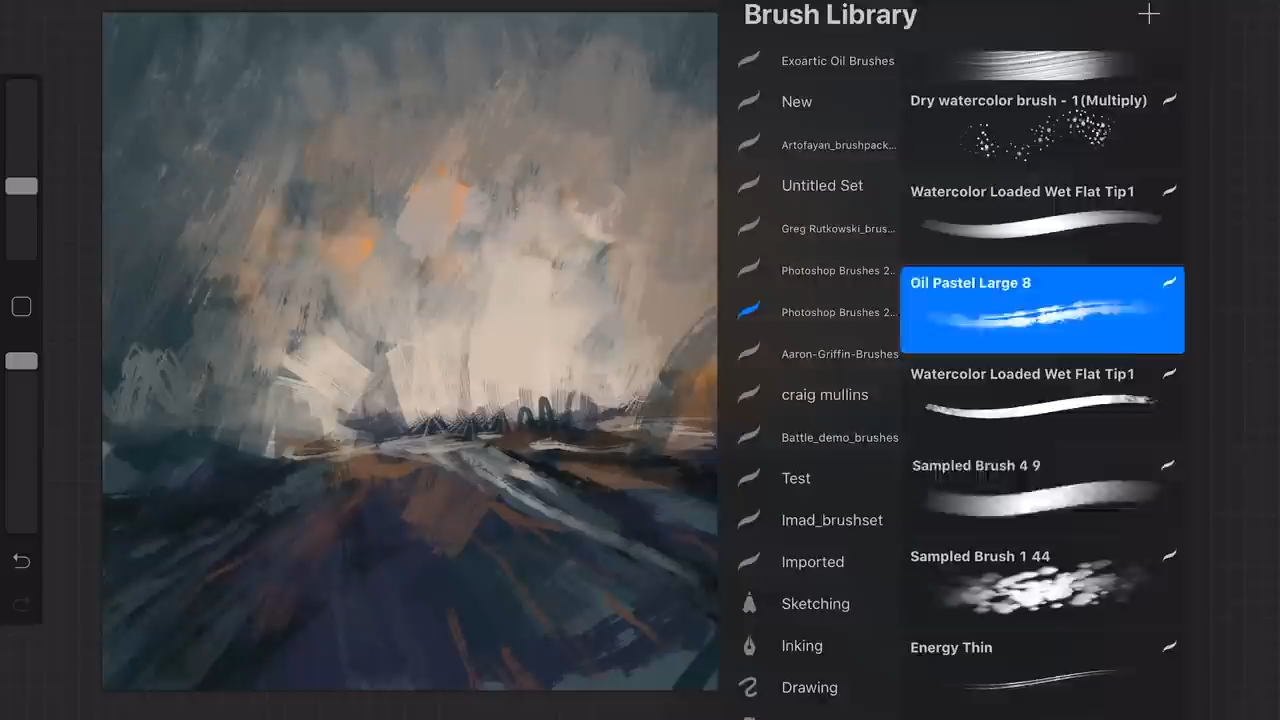 Brush Library
Exoartic Oil Brushes
New
Artofayan_brushpack...
Untitled Set
Greg Rutkowski_brus...
Photoshop Brushes 2...
Photoshop Brushes 2...
Aaron-Griffin-Brushes
craig mullins
Battle_demo_brushes
Test
Imad_brushset
Imported
Sketching
Inking
Drawing
Dry watercolor brush - 1(Multiply)
Watercolor Loaded Wet Flat Tip1
Oil Pastel Large 8
Watercolor Loaded Wet Flat Tip1
Sampled Brush 4 9
Sampled Brush 1 44
Energy Thin